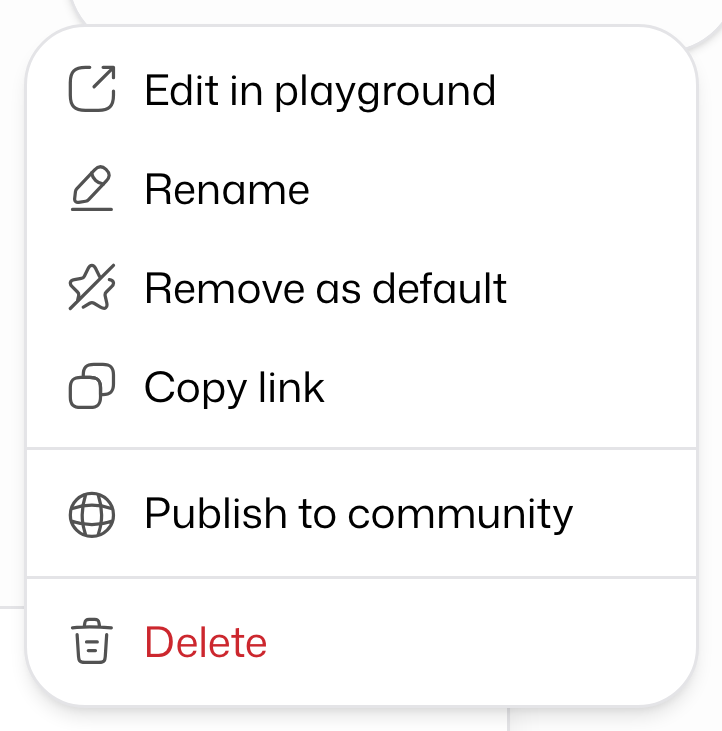 Edit in playground
Rename
Remove as default
Copy link
Publish to community
Delete